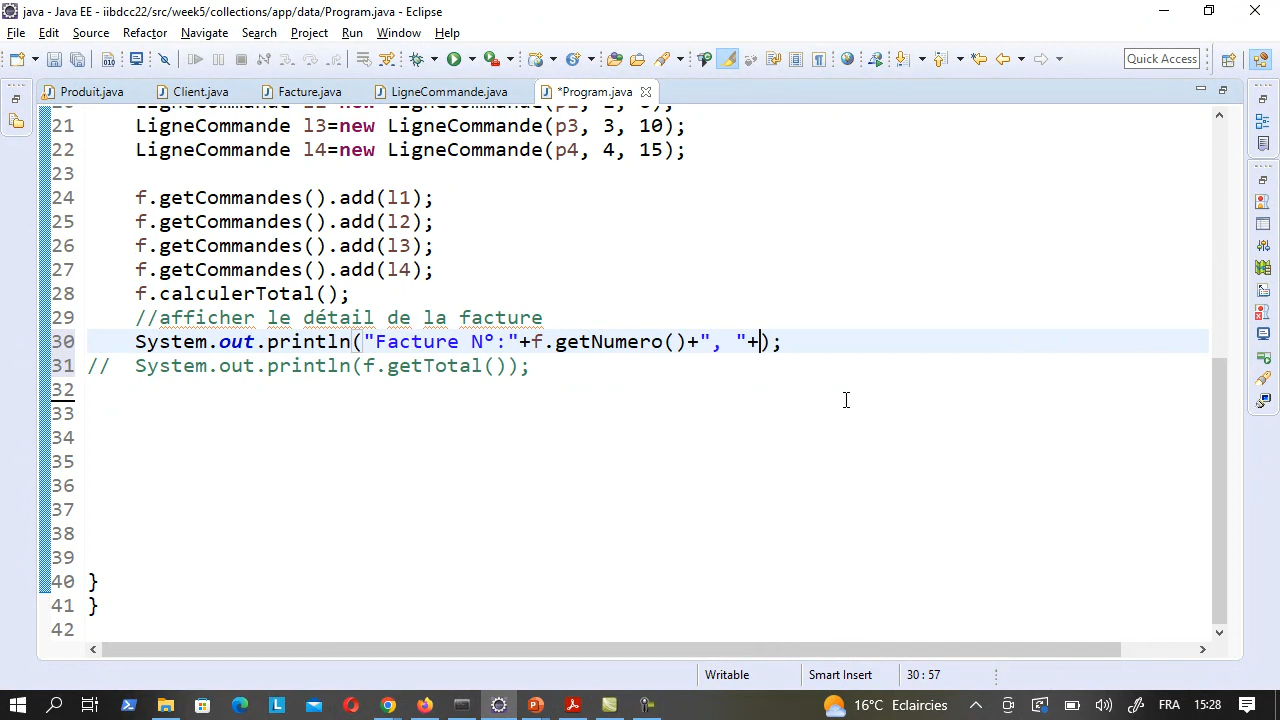 java - Java EE - iibdcc22/src/week5/collections/app/data/Program.java - Eclipse
File Edit Source Refactor Navigate Search Project Run Window Help
Quick Access
Produit.java Client.java Facture.java LigneCommande.java *Program.java
21 LigneCommande l3=new LigneCommande(p3, 3, 10);
22 LigneCommande l4=new LigneCommande(p4, 4, 15);
23
24 f.getCommandes().add(l1);
25 f.getCommandes().add(l2);
26 f.getCommandes().add(l3);
27 f.getCommandes().add(l4);
28 f.calculerTotal();
29 //afficher le détail de la facture
30 System.out.println("Facture N°:"+f.getNumero()+", "+);
31 // System.out.println(f.getTotal());
32
33
34
35
36
37
38
39
40 }
41 }
42
Writable Smart Insert 30 : 57
16°C Eclaircies FRA 15:28